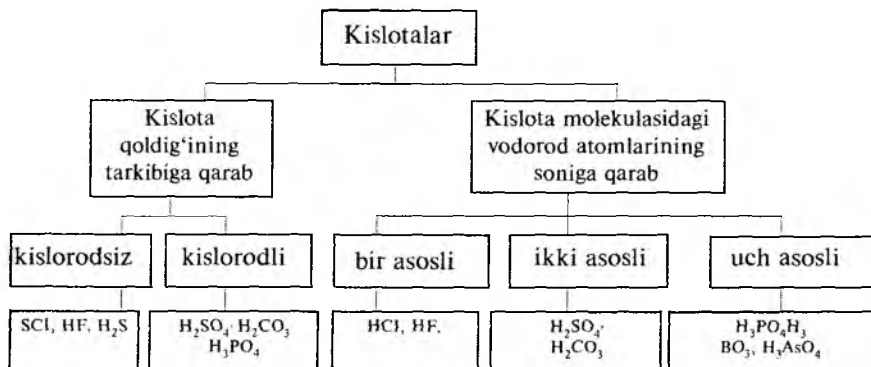 Kislotalar
Kislota
qoldig‘ining
tarkibiga qarab
Kislota molekulasidagi
vodorod atomlarining
soniga qarab
kislorodsiz
kislorodli
bir asosli
ikki asosli
uch asosli
SCl, HF, H₂S
H₂SO₄· H₂CO₃
H₃PO₄
HCl, HF.
H₂SO₄·
H₂CO₃
H₃PO₄H₃
BO₃, H₃AsO₄